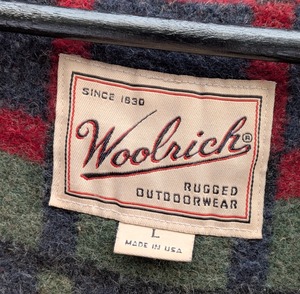 SINCE 1830
Woolrich®
RUGGED
OUTDOORWEAR
L
MADE IN USA